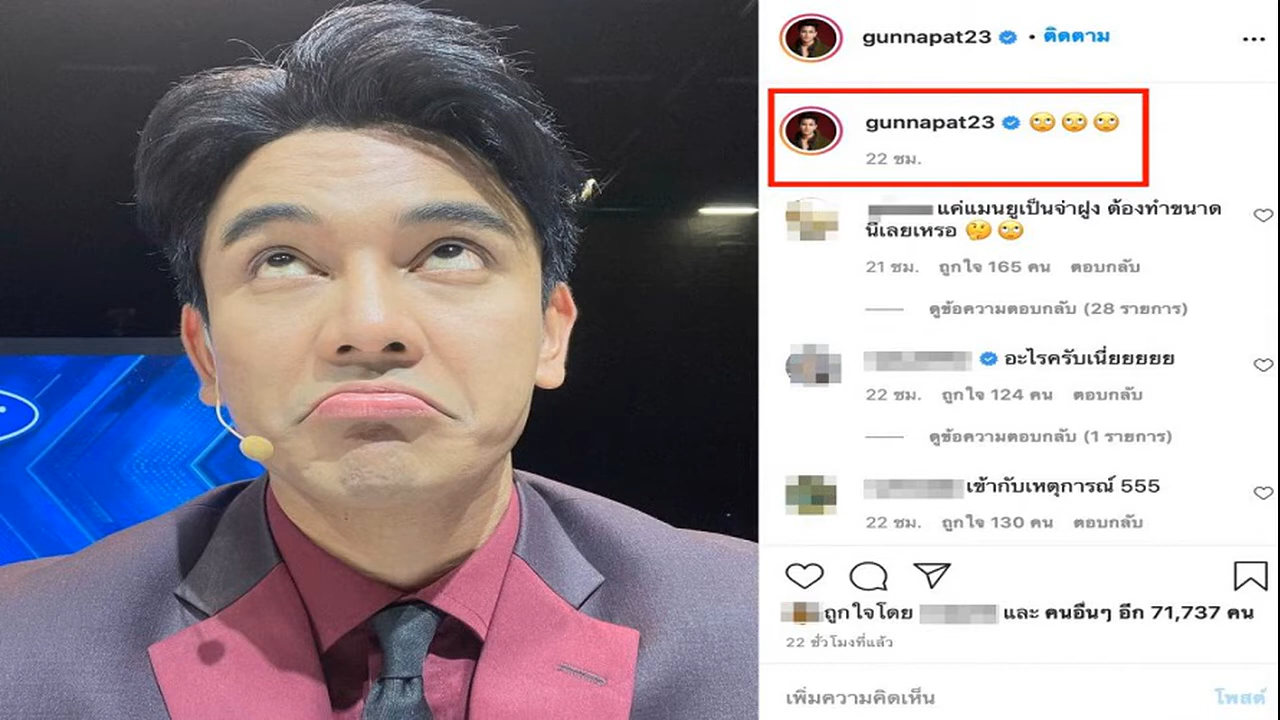 gunnapat23 • ติดตาม
gunnapat23 🙄🙄🙄
22 ชม.
แค่แมนยูเป็นจ่าฝูง ต้องทำขนาด
นี้เลยเหรอ 🤔🙄
21 ชม. ถูกใจ 165 คน ตอบกลับ
ดูข้อความตอบกลับ (28 รายการ)
อะไรครับเนี่ยยยยย
22 ชม. ถูกใจ 124 คน ตอบกลับ
ดูข้อความตอบกลับ (1 รายการ)
เข้ากับเหตุการณ์ 555
22 ชม. ถูกใจ 130 คน ตอบกลับ
ถูกใจโดย และ คนอื่นๆ อีก 71,737 คน
22 ชั่วโมงที่แล้ว
เพิ่มความคิดเห็น โพสต์